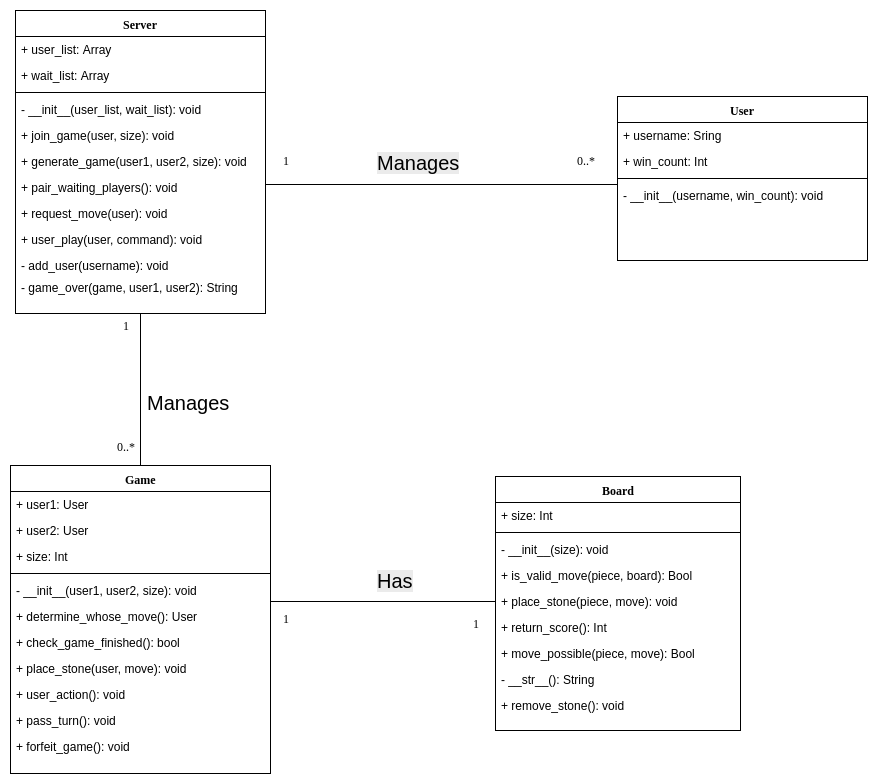 Server
+ user_list: Array
+ wait_list: Array
- __init__(user_list, wait_list): void
+ join_game(user, size): void
+ generate_game(user1, user2, size): void
+ pair_waiting_players(): void
+ request_move(user): void
+ user_play(user, command): void
- add_user(username): void
- game_over(game, user1, user2): String
1
Manages
0..*
User
+ username: Sring
+ win_count: Int
- __init__(username, win_count): void
1
Manages
0..*
Game
+ user1: User
+ user2: User
+ size: Int
- __init__(user1, user2, size): void
+ determine_whose_move(): User
+ check_game_finished(): bool
+ place_stone(user, move): void
+ user_action(): void
+ pass_turn(): void
+ forfeit_game(): void
Has
1
1
Board
+ size: Int
- __init__(size): void
+ is_valid_move(piece, board): Bool
+ place_stone(piece, move): void
+ return_score(): Int
+ move_possible(piece, move): Bool
- __str__(): String
+ remove_stone(): void